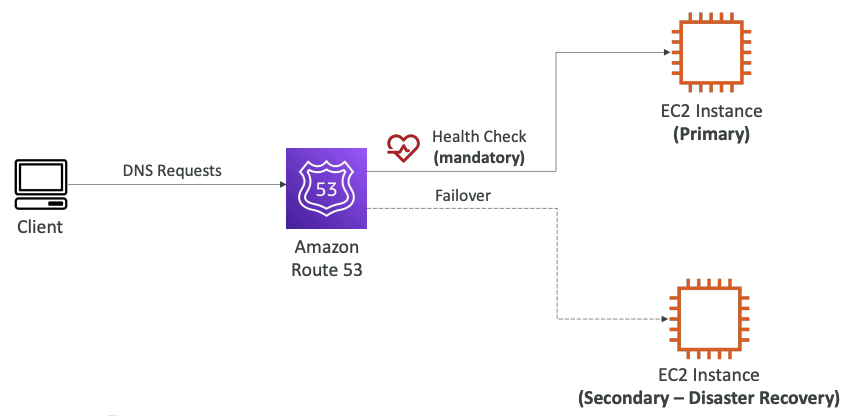 EC2 Instance
(Primary)
Health Check
(mandatory)
DNS Requests
53
Failover
Client
Amazon
Route 53
EC2 Instance
(Secondary – Disaster Recovery)